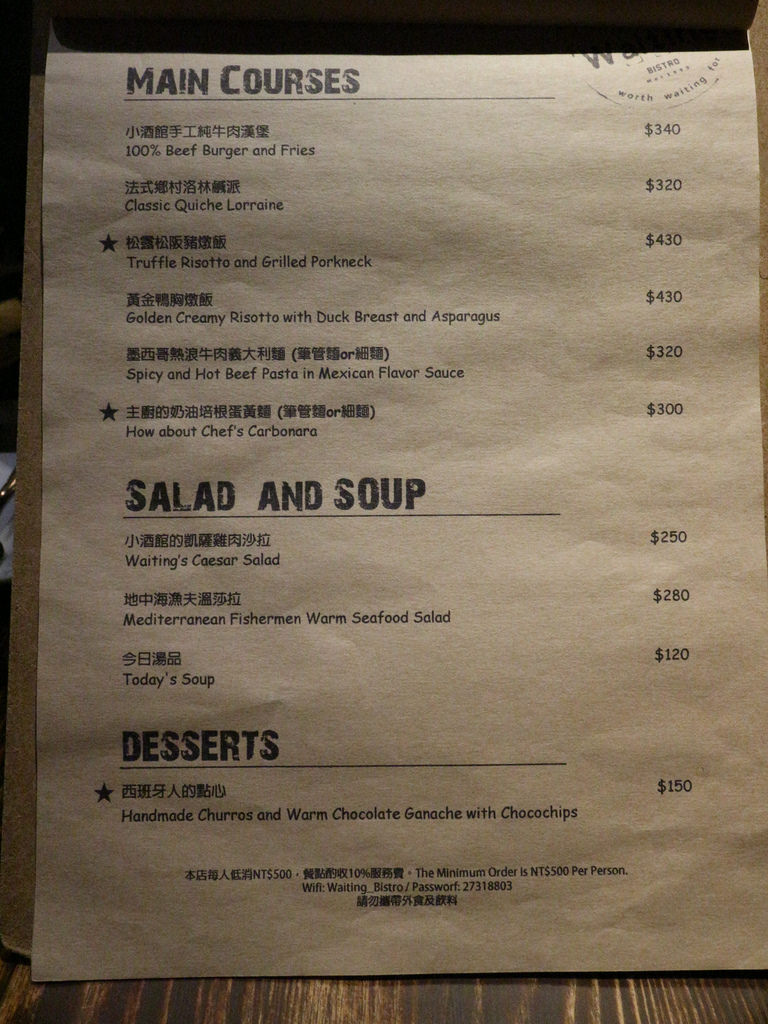 BISTRO
worth waiting for
MAIN COURSES
小酒館手工純牛肉漢堡 $340
100% Beef Burger and Fries
法式鄉村洛林鹹派 $320
Classic Quiche Lorraine
★ 松露松阪豬燉飯 $430
Truffle Risotto and Grilled Porkneck
黃金鴨胸燉飯 $430
Golden Creamy Risotto with Duck Breast and Asparagus
墨西哥熱浪牛肉義大利麵 (筆管麵or細麵) $320
Spicy and Hot Beef Pasta in Mexican Flavor Sauce
★ 主廚的奶油培根蛋黃麵 (筆管麵or細麵) $300
How about Chef's Carbonara
SALAD AND SOUP
小酒館的凱薩雞肉沙拉 $250
Waiting's Caesar Salad
地中海漁夫溫莎拉 $280
Mediterranean Fishermen Warm Seafood Salad
今日湯品 $120
Today's Soup
DESSERTS
★ 西班牙人的點心 $150
Handmade Churros and Warm Chocolate Ganache with Chocochips
本店每人低消NT$500，餐點酌收10%服務費。The Minimum Order Is NT$500 Per Person.
Wifi: Waiting_Bistro / Passworf: 27318803
請勿攜帶外食及飲料